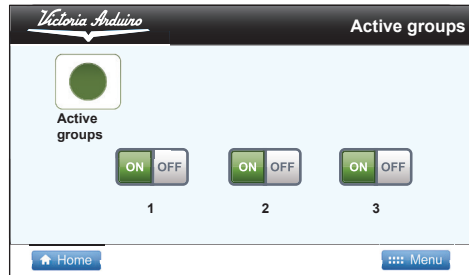 Victoria Arduino
Active groups
Active
groups
ON OFF
ON OFF
ON OFF
1
2
3
Home
Menu